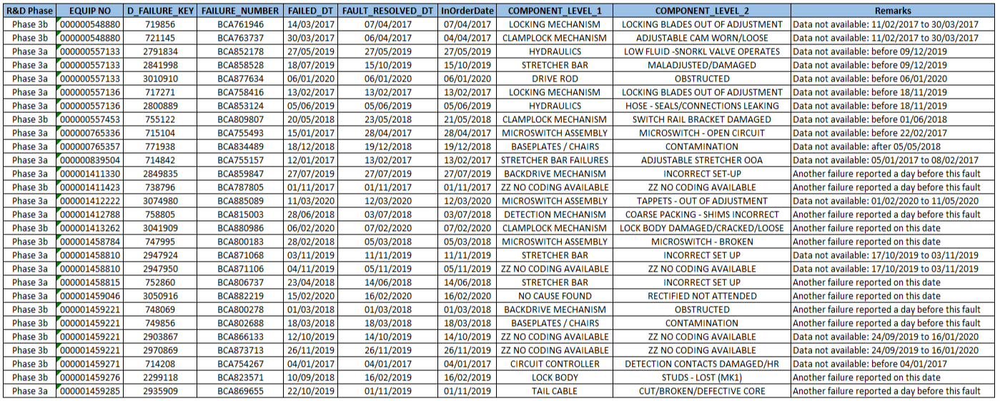 R&D Phase EQUIP NO D_FAILURE_KEY FAILURE_NUMBER FAILED_DT FAULT_RESOLVED_DT InOrderDate COMPONENT_LEVEL_1 COMPONENT_LEVEL_2 Remarks
Phase 3b 000000548880 719856 BCA761946 14/03/2017 07/04/2017 07/04/2017 LOCKING MECHANISM LOCKING BLADES OUT OF ADJUSTMENT Data not available: 11/02/2017 to 30/03/2017
Phase 3b 000000548880 721145 BCA763737 30/03/2017 06/04/2017 04/04/2017 CLAMPLOCK MECHANISM ADJUSTABLE CAM WORN/LOOSE Data not available: 11/02/2017 to 30/03/2017
Phase 3a 000000557133 2791834 BCA852178 27/05/2019 27/05/2019 27/05/2019 HYDRAULICS LOW FLUID -SNORKL VALVE OPERATES Data not available: before 09/12/2019
Phase 3a 000000557133 2841998 BCA858528 18/07/2019 15/10/2019 15/10/2019 STRETCHER BAR MALADJUSTED/DAMAGED Data not available: before 09/12/2019
Phase 3a 000000557133 3010910 BCA877634 06/01/2020 06/01/2020 06/01/2020 DRIVE ROD OBSTRUCTED Data not available: before 06/01/2020
Phase 3a 000000557136 717271 BCA758416 13/02/2017 13/02/2017 13/02/2017 LOCKING MECHANISM LOCKING BLADES OUT OF ADJUSTMENT Data not available: before 18/11/2019
Phase 3a 000000557136 2800889 BCA853124 05/06/2019 05/06/2019 05/06/2019 HYDRAULICS HOSE - SEALS/CONNECTIONS LEAKING Data not available: before 18/11/2019
Phase 3b 000000557453 755122 BCA809807 20/05/2018 23/05/2018 21/05/2018 CLAMPLOCK MECHANISM SWITCH RAIL BRACKET DAMAGED Data not available: before 01/06/2018
Phase 3a 000000765336 715104 BCA755493 15/01/2017 28/04/2017 28/04/2017 MICROSWITCH ASSEMBLY MICROSWITCH - OPEN CIRCUIT Data not available: before 22/02/2017
Phase 3a 000000765357 771938 BCA834489 18/12/2018 19/12/2018 19/12/2018 BASEPLATES / CHAIRS CONTAMINATION Data not available: after 05/05/2018
Phase 3a 000000839504 714842 BCA755157 12/01/2017 13/02/2017 13/02/2017 STRETCHER BAR FAILURES ADJUSTABLE STRETCHER OOA Data not available: 05/01/2017 to 08/02/2017
Phase 3a 000001411330 2849835 BCA859847 27/07/2019 27/07/2019 27/07/2019 BACKDRIVE MECHANISM INCORRECT SET-UP Another failure reported a day before this fault
Phase 3b 000001411423 738796 BCA787805 01/11/2017 01/11/2017 01/11/2017 ZZ NO CODING AVAILABLE ZZ NO CODING AVAILABLE Another failure reported a day before this fault
Phase 3a 000001412222 3074980 BCA885089 11/03/2020 12/03/2020 12/03/2020 MICROSWITCH ASSEMBLY TAPPETS - OUT OF ADJUSTMENT Data not available: 01/02/2020 to 11/05/2020
Phase 3a 000001412788 758805 BCA815003 28/06/2018 03/07/2018 03/07/2018 DETECTION MECHANISM COARSE PACKING - SHIMS INCORRECT Another failure reported a day before this fault
Phase 3b 000001413262 3041909 BCA880986 06/02/2020 07/02/2020 07/02/2020 CLAMPLOCK MECHANISM LOCK BODY DAMAGED/CRACKED/LOOSE Another failure reported on this date
Phase 3b 000001458784 747995 BCA800183 28/02/2018 05/03/2018 05/03/2018 MICROSWITCH ASSEMBLY MICROSWITCH - BROKEN Another failure reported on this date
Phase 3a 000001458810 2947924 BCA871068 03/11/2019 11/11/2019 11/11/2019 STRETCHER BAR INCORRECT SET UP Data not available: 17/10/2019 to 03/11/2019
Phase 3a 000001458810 2947950 BCA871106 04/11/2019 05/11/2019 05/11/2019 ZZ NO CODING AVAILABLE ZZ NO CODING AVAILABLE Data not available: 17/10/2019 to 03/11/2019
Phase 3a 000001458815 752860 BCA806737 23/04/2018 14/06/2018 14/06/2018 STRETCHER BAR INCORRECT SET UP Another failure reported on this date
Phase 3a 000001459046 3050916 BCA882219 15/02/2020 16/02/2020 16/02/2020 NO CAUSE FOUND RECTIFIED NOT ATTENDED Another failure reported on this date
Phase 3b 000001459221 748069 BCA800278 01/03/2018 01/03/2018 01/03/2018 BACKDRIVE MECHANISM OBSTRUCTED Another failure reported a day before this fault
Phase 3b 000001459221 749856 BCA802688 18/03/2018 18/03/2018 18/03/2018 BASEPLATES / CHAIRS CONTAMINATION Another failure reported a day before this fault
Phase 3b 000001459221 2903867 BCA866133 12/10/2019 14/10/2019 14/10/2019 ZZ NO CODING AVAILABLE ZZ NO CODING AVAILABLE Data not available: 24/09/2019 to 16/01/2020
Phase 3b 000001459221 2970869 BCA873713 26/11/2019 26/11/2019 26/11/2019 ZZ NO CODING AVAILABLE ZZ NO CODING AVAILABLE Data not available: 24/09/2019 to 16/01/2020
Phase 3b 000001459271 714208 BCA754267 04/01/2017 04/01/2017 04/01/2017 CIRCUIT CONTROLLER DETECTION CONTACTS DAMAGED/HR Data not available: before 04/01/2017
Phase 3b 000001459276 2299118 BCA823571 10/09/2018 16/02/2019 16/02/2019 LOCK BODY STUDS - LOST (MK1) Another failure reported on this date
Phase 3a 000001459285 2935909 BCA869655 22/10/2019 01/11/2019 01/11/2019 TAIL CABLE CUT/BROKEN/DEFECTIVE CORE Another failure reported a day before this fault